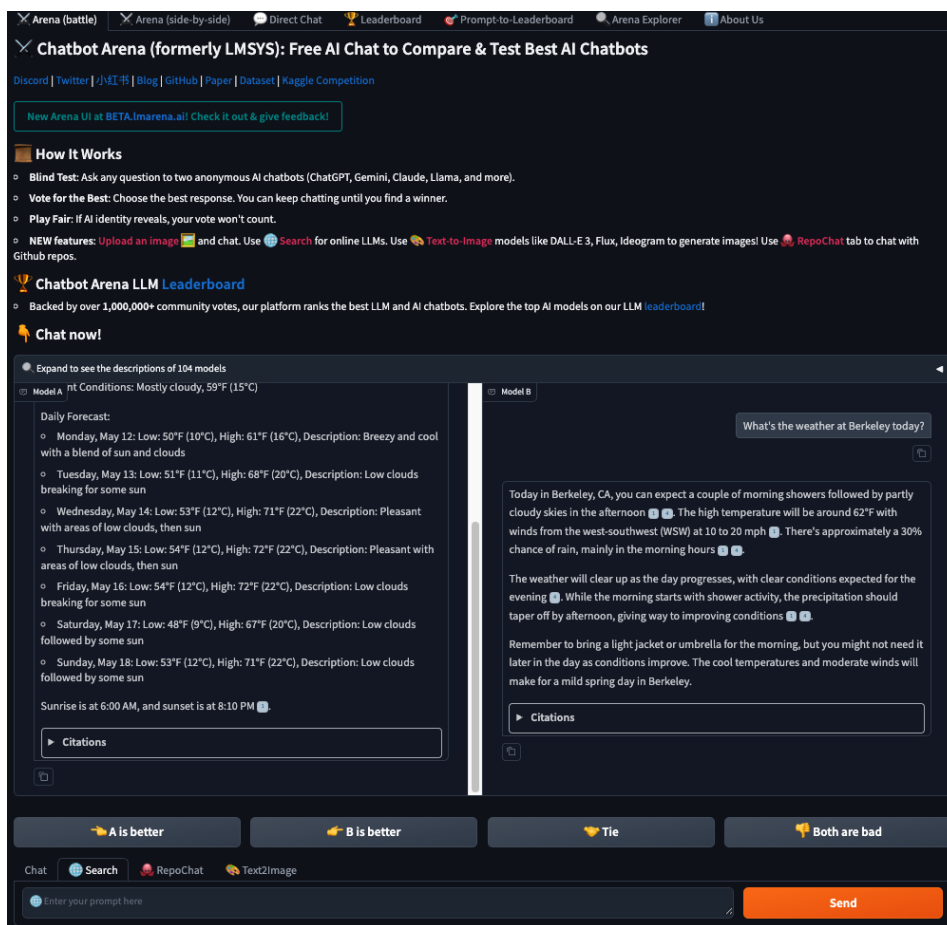 Arena (battle)
Arena (side-by-side)
Direct Chat
Leaderboard
Prompt-to-Leaderboard
Arena Explorer
About Us
Chatbot Arena (formerly LMSYS): Free AI Chat to Compare & Test Best AI Chatbots
Discord | Twitter | 小红书 | Blog | GitHub | Paper | Dataset | Kaggle Competition
New Arena UI at BETA.lmarena.ai! Check it out & give feedback!
How It Works
Blind Test: Ask any question to two anonymous AI chatbots (ChatGPT, Gemini, Claude, Llama, and more).
Vote for the Best: Choose the best response. You can keep chatting until you find a winner.
Play Fair: If AI identity reveals, your vote won't count.
NEW features: Upload an image 🖼️ and chat. Use 🌐 Search for online LLMs. Use 🎨 Text-to-Image models like DALL-E 3, Flux, Ideogram to generate images! Use 🐙 RepoChat tab to chat with
Github repos.
Chatbot Arena LLM Leaderboard
Backed by over 1,000,000+ community votes, our platform ranks the best LLM and AI chatbots. Explore the top AI models on our LLM leaderboard!
Chat now!
Expand to see the descriptions of 104 models
Model A
nt Conditions: Mostly cloudy, 59°F (15°C)
Daily Forecast:
Monday, May 12: Low: 50°F (10°C), High: 61°F (16°C), Description: Breezy and cool
with a blend of sun and clouds
Tuesday, May 13: Low: 51°F (11°C), High: 68°F (20°C), Description: Low clouds
breaking for some sun
Wednesday, May 14: Low: 53°F (12°C), High: 71°F (22°C), Description: Pleasant
with areas of low clouds, then sun
Thursday, May 15: Low: 54°F (12°C), High: 72°F (22°C), Description: Pleasant with
areas of low clouds, then sun
Friday, May 16: Low: 54°F (12°C), High: 72°F (22°C), Description: Low clouds
breaking for some sun
Saturday, May 17: Low: 48°F (9°C), High: 67°F (20°C), Description: Low clouds
followed by some sun
Sunday, May 18: Low: 53°F (12°C), High: 71°F (22°C), Description: Low clouds
followed by some sun
Sunrise is at 6:00 AM, and sunset is at 8:10 PM.
Citations
Model B
What's the weather at Berkeley today?
Today in Berkeley, CA, you can expect a couple of morning showers followed by partly
cloudy skies in the afternoon. The high temperature will be around 62°F with
winds from the west-southwest (WSW) at 10 to 20 mph. There's approximately a 30%
chance of rain, mainly in the morning hours.
The weather will clear up as the day progresses, with clear conditions expected for the
evening. While the morning starts with shower activity, the precipitation should
taper off by afternoon, giving way to improving conditions.
Remember to bring a light jacket or umbrella for the morning, but you might not need it
later in the day as conditions improve. The cool temperatures and moderate winds will
make for a mild spring day in Berkeley.
Citations
A is better
B is better
Tie
Both are bad
Chat
Search
RepoChat
Text2Image
Enter your prompt here
Send